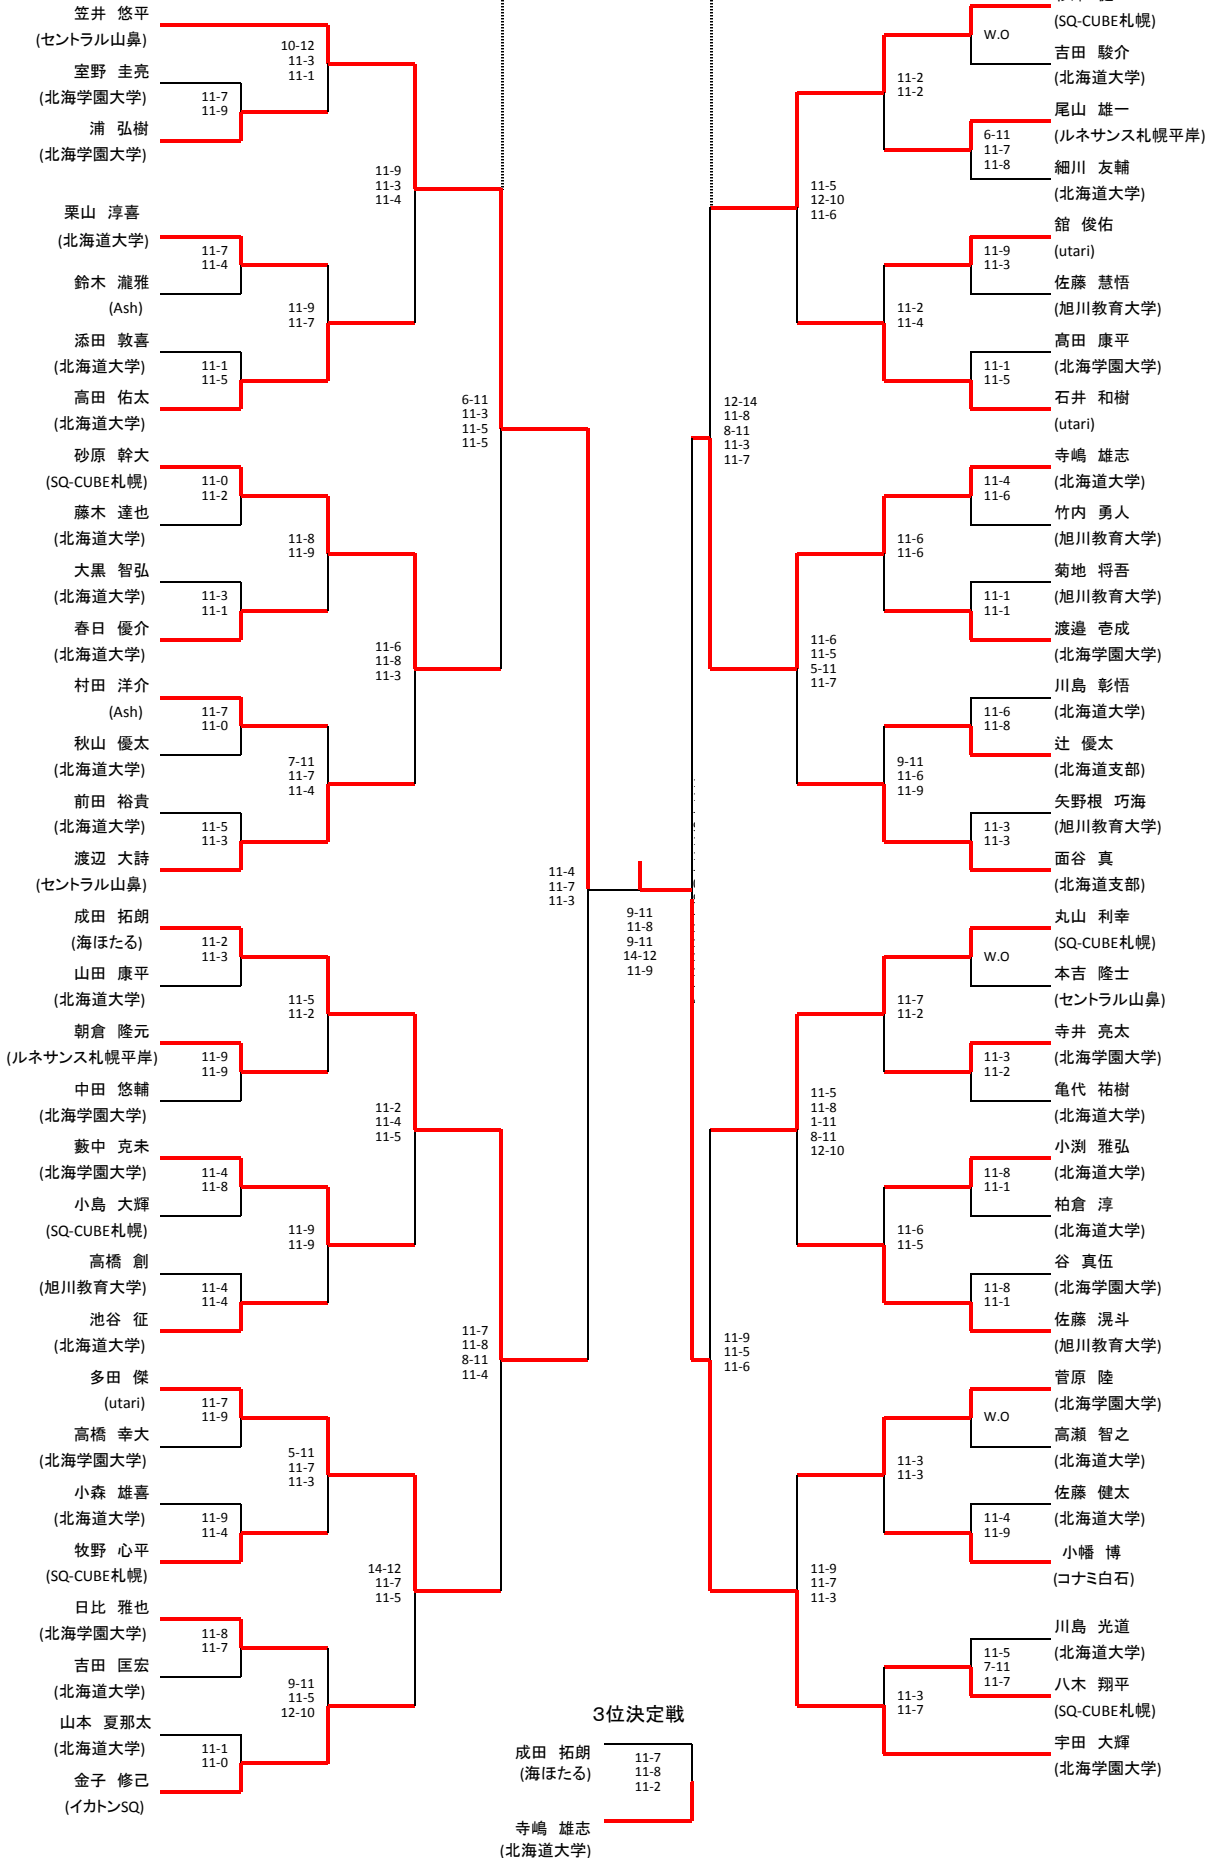 笠井 悠平
(セントラル山鼻)
室野 圭亮
(北海学園大学)
浦 弘樹
(北海学園大学)
栗山 淳喜
(北海道大学)
鈴木 瀧雅
(Ash)
添田 敦喜
(北海道大学)
高田 佑太
(北海道大学)
砂原 幹大
(SQ-CUBE札幌)
藤木 達也
(北海道大学)
大黒 智弘
(北海道大学)
春日 優介
(北海道大学)
村田 洋介
(Ash)
秋山 優太
(北海道大学)
前田 裕貴
(北海道大学)
渡辺 大詩
(セントラル山鼻)
成田 拓朗
(海ほたる)
山田 康平
(北海道大学)
朝倉 隆元
(ルネサンス札幌平岸)
中田 悠輔
(北海学園大学)
藪中 克未
(北海学園大学)
小島 大輝
(SQ-CUBE札幌)
高橋 創
(旭川教育大学)
池谷 征
(北海道大学)
多田 傑
(utari)
高橋 幸大
(北海学園大学)
小森 雄喜
(北海道大学)
牧野 心平
(SQ-CUBE札幌)
日比 雅也
(北海学園大学)
吉田 匡宏
(北海道大学)
山本 夏那太
(北海道大学)
金子 修己
(イカトンSQ)
11-7
11-9
11-7
11-4
11-1
11-5
11-0
11-2
11-3
11-1
11-7
11-0
11-5
11-3
11-2
11-3
11-9
11-9
11-4
11-8
11-4
11-4
11-7
11-9
11-9
11-4
11-8
11-7
11-1
11-0
10-12
11-3
11-1
11-9
11-7
11-8
11-9
7-11
11-7
11-4
11-5
11-2
11-9
11-9
5-11
11-7
11-3
9-11
11-5
12-10
11-9
11-3
11-4
11-6
11-8
11-3
11-2
11-4
11-5
14-12
11-7
11-5
6-11
11-3
11-5
11-5
11-7
11-8
8-11
11-4
11-4
11-7
11-3
9-11
11-8
9-11
14-12
11-9
12-14
11-8
8-11
11-3
11-7
11-9
11-5
11-6
11-5
12-10
11-6
11-6
11-5
5-11
11-7
11-5
11-8
1-11
8-11
12-10
11-9
11-7
11-3
11-2
11-2
11-2
11-4
11-6
11-6
9-11
11-6
11-9
11-7
11-2
11-6
11-5
11-3
11-3
11-3
11-7
W.O
6-11
11-7
11-8
11-9
11-3
11-1
11-5
11-4
11-6
11-1
11-1
11-6
11-8
11-3
11-3
W.O
11-3
11-2
11-8
11-1
11-8
11-1
W.O
11-4
11-9
11-5
7-11
11-7
(SQ-CUBE札幌)
吉田 駿介
(北海道大学)
尾山 雄一
(ルネサンス札幌平岸)
細川 友輔
(北海道大学)
舘 俊佑
(utari)
佐藤 慧悟
(旭川教育大学)
髙田 康平
(北海学園大学)
石井 和樹
(utari)
寺嶋 雄志
(北海道大学)
竹内 勇人
(旭川教育大学)
菊地 将吾
(旭川教育大学)
渡邉 壱成
(北海学園大学)
川島 彰悟
(北海道大学)
辻 優太
(北海道支部)
矢野根 巧海
(旭川教育大学)
面谷 真
(北海道支部)
丸山 利幸
(SQ-CUBE札幌)
本吉 隆士
(セントラル山鼻)
寺井 亮太
(北海学園大学)
亀代 祐樹
(北海道大学)
小渕 雅弘
(北海道大学)
柏倉 淳
(北海道大学)
谷 真伍
(北海学園大学)
佐藤 滉斗
(旭川教育大学)
菅原 陸
(北海学園大学)
高瀬 智之
(北海道大学)
佐藤 健太
(北海道大学)
小幡 博
(コナミ白石)
川島 光道
(北海道大学)
八木 翔平
(SQ-CUBE札幌)
宇田 大輝
(北海学園大学)
3位決定戦
成田 拓朗
(海ほたる)
11-7
11-8
11-2
寺嶋 雄志
(北海道大学)